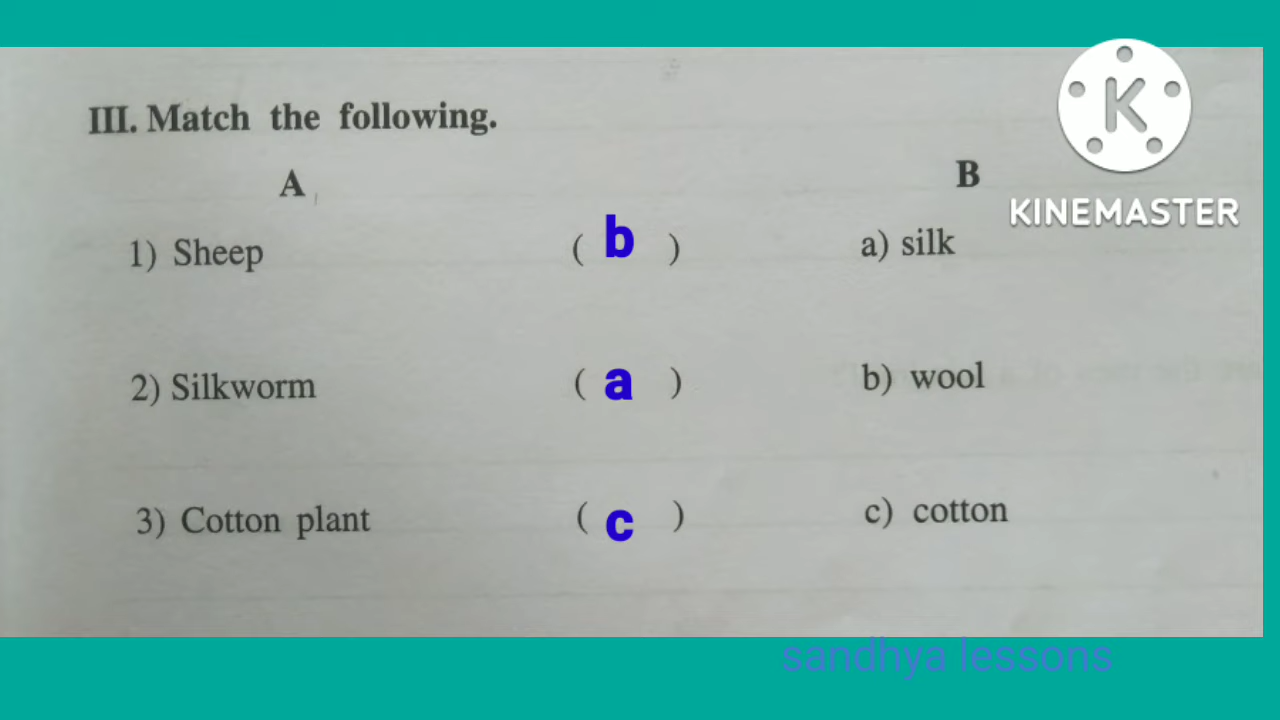 III. Match the following.
A B
1) Sheep ( b ) a) silk
2) Silkworm ( a ) b) wool
3) Cotton plant ( c ) c) cotton
K
KINEMASTER
sandhya lessons